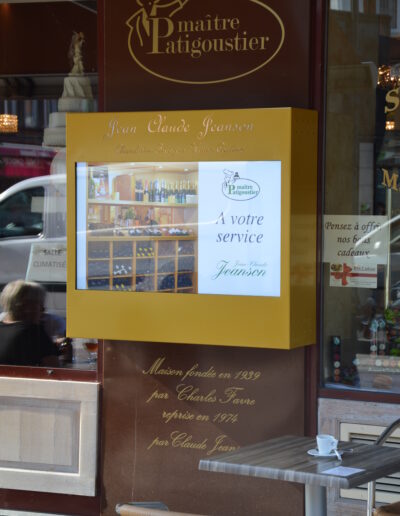 maître
Patigoustier
Jean Claude Jeanson
maître
Patigoustier
A votre
service
Jean-Claude
Jeanson
CLIMATISÉ
Pensez à offrir
nos bons
cadeaux
Maison fondée en 1939
par Charles Favre
reprise en 1974
par Claude